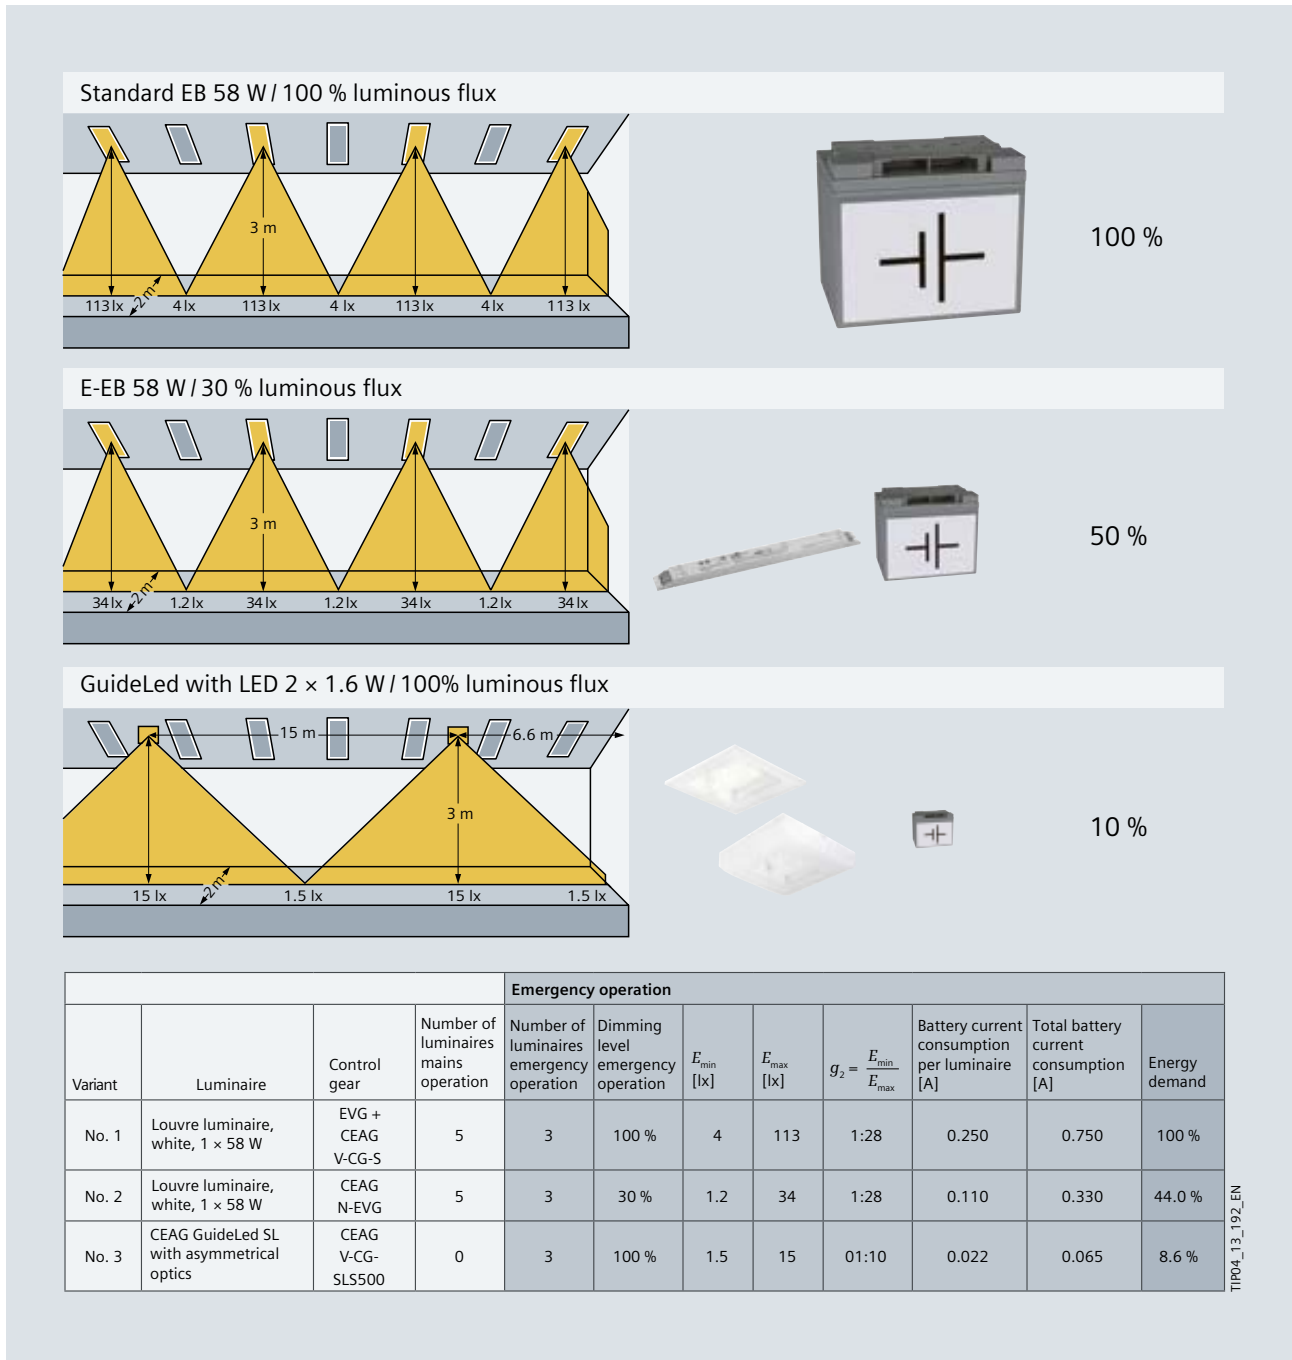 Standard EB 58 W / 100 % luminous flux
3 m
2 m
113 lx 4 lx 113 lx 4 lx 113 lx 4 lx 113 lx
100 %
E-EB 58 W / 30 % luminous flux
3 m
2 m
34 lx 1.2 lx 34 lx 1.2 lx 34 lx 1.2 lx 34 lx
50 %
GuideLed with LED 2 × 1.6 W / 100% luminous flux
15 m 6.6 m
3 m
2 m
15 lx 1.5 lx 15 lx 1.5 lx
10 %
Emergency operation
Variant
Luminaire
Control
gear
Number of
luminaires
mains
operation
Number of
luminaires
emergency
operation
Dimming
level
emergency
operation
Emin
[lx]
Emax
[lx]
g2 = Emin
Emax
Battery current
consumption
per luminaire
[A]
Total battery
current
consumption
[A]
Energy
demand
No. 1
Louvre luminaire,
white, 1 × 58 W
EVG +
CEAG
V-CG-S
5 3 100 % 4 113 1:28 0.250 0.750 100 %
No. 2
Louvre luminaire,
white, 1 × 58 W
CEAG
N-EVG
5 3 30 % 1.2 34 1:28 0.110 0.330 44.0 %
No. 3
CEAG GuideLed SL
with asymmetrical
optics
CEAG
V-CG-
SLS500
0 3 100 % 1.5 15 01:10 0.022 0.065 8.6 %
TIP04_13_192_EN